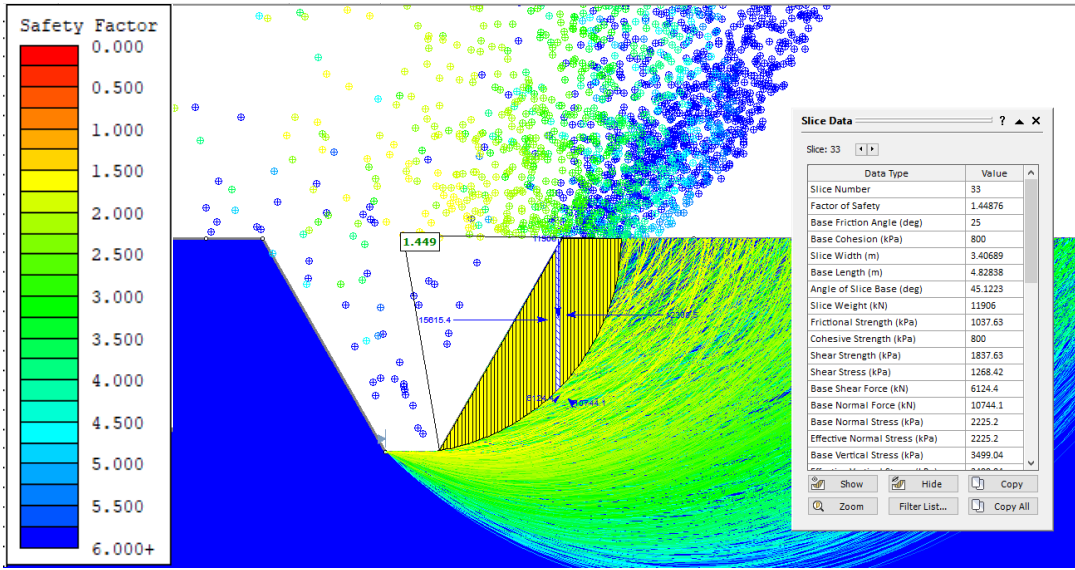 Safety Factor
0.000
0.500
1.000
1.500
2.000
2.500
3.000
3.500
4.000
4.500
5.000
5.500
6.000+
1.449
15615.4
10744.1
Slice Data ? 
Slice: 33
Data Type Value
Slice Number 33
Factor of Safety 1.44876
Base Friction Angle (deg) 25
Base Cohesion (kPa) 800
Slice Width (m) 3.40689
Base Length (m) 4.82838
Angle of Slice Base (deg) 45.1223
Slice Weight (kN) 11906
Frictional Strength (kPa) 1037.63
Cohesive Strength (kPa) 800
Shear Strength (kPa) 1837.63
Shear Stress (kPa) 1268.42
Base Shear Force (kN) 6124.4
Base Normal Force (kN) 10744.1
Base Normal Stress (kPa) 2225.2
Effective Normal Stress (kPa) 2225.2
Base Vertical Stress (kPa) 3499.04
Show Hide Copy
Zoom Filter List... Copy All